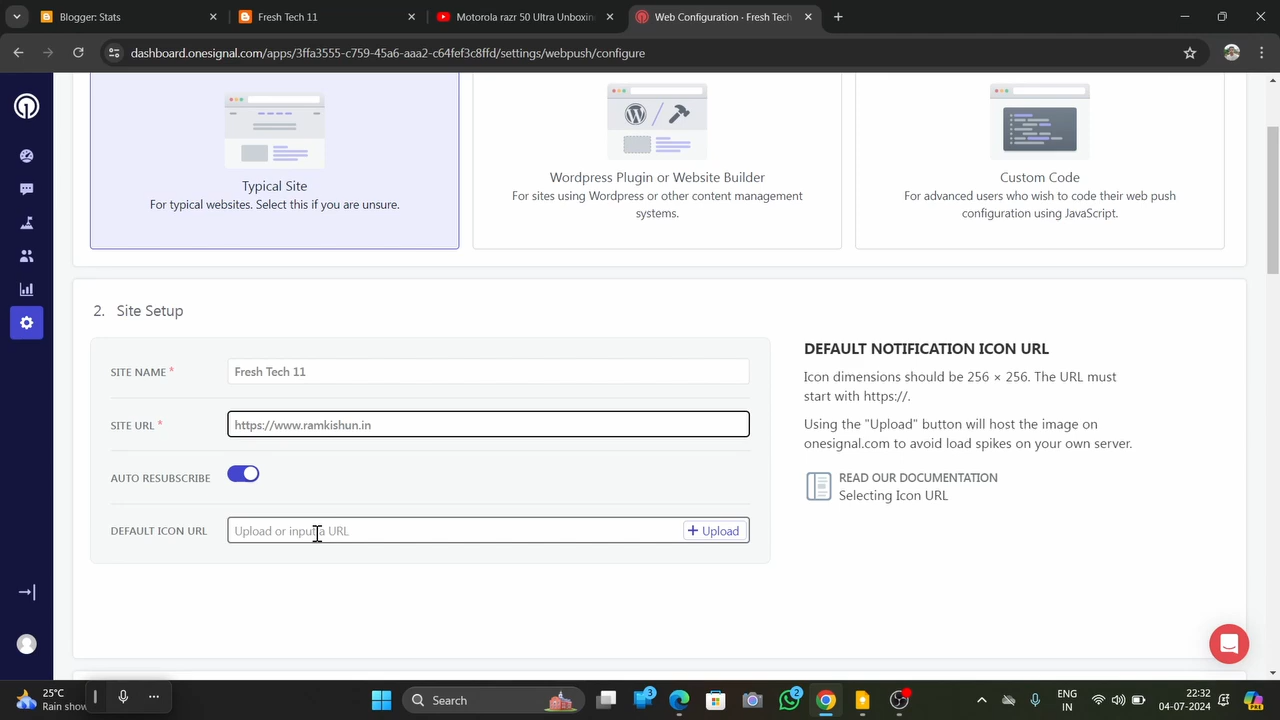 Blogger: Stats
Fresh Tech 11
Motorola razr 50 Ultra Unboxin
Web Configuration · Fresh Tech
dashboard.onesignal.com/apps/3ffa3555-c759-45a6-aaa2-c64fef3c8ffd/settings/webpush/configure
Typical Site
For typical websites. Select this if you are unsure.
Wordpress Plugin or Website Builder
For sites using Wordpress or other content management
systems.
Custom Code
For advanced users who wish to code their web push
configuration using JavaScript.
2. Site Setup
SITE NAME *
Fresh Tech 11
SITE URL *
https://www.ramkishun.in
AUTO RESUBSCRIBE
DEFAULT ICON URL
Upload or input a URL
+ Upload
DEFAULT NOTIFICATION ICON URL
Icon dimensions should be 256 × 256. The URL must
start with https://.
Using the "Upload" button will host the image on
onesignal.com to avoid load spikes on your own server.
READ OUR DOCUMENTATION
Selecting Icon URL
25°C
Rain show
Search
3
2
ENG
IN
22:32
04-07-2024